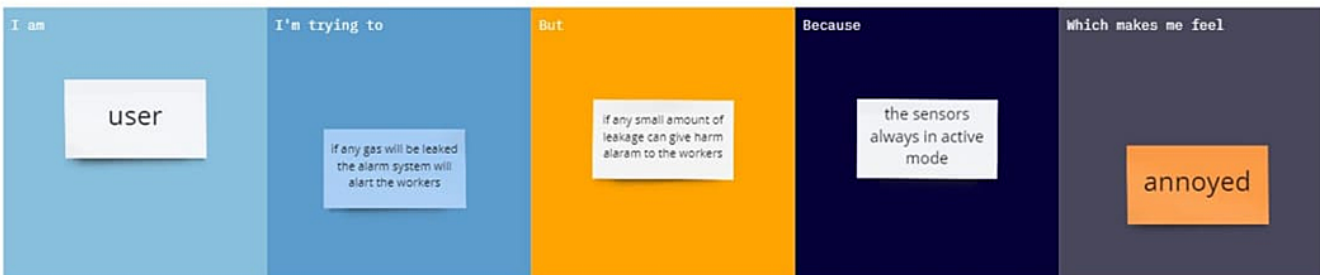 I am
user
I'm trying to
if any gas will be leaked
the alarm system will
alart the workers
But
if any small amount of
leakage can give harm
alaram to the workers
Because
the sensors
always in active
mode
Which makes me feel
annoyed